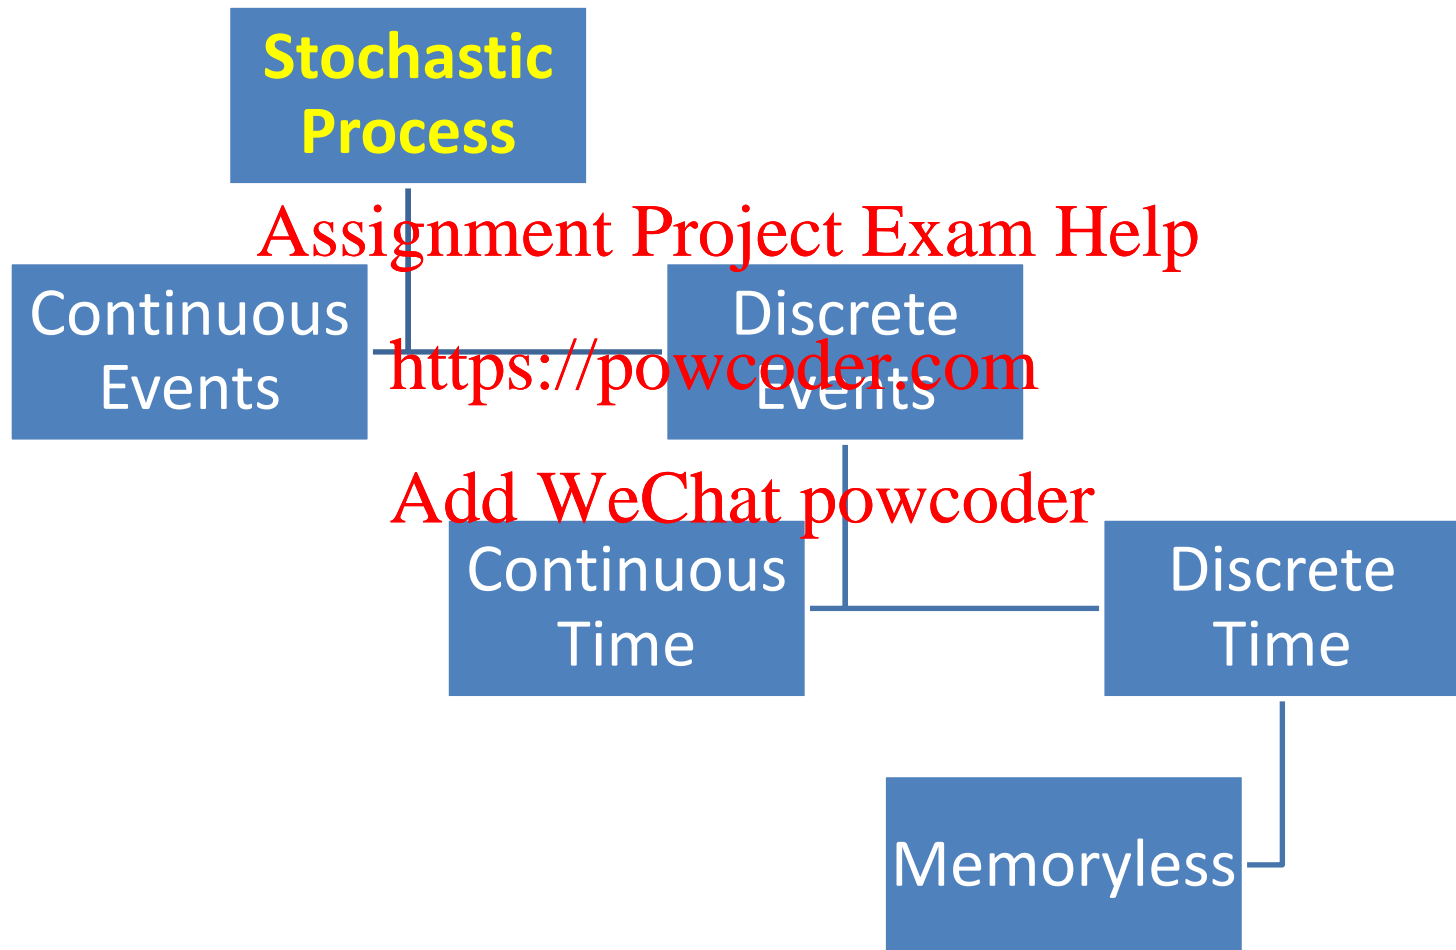 Stochastic
Process
Assignment Project Exam Help
Continuous
Events
Discrete
Events
https://powcoder.com
Add WeChat powcoder
Continuous
Time
Discrete
Time
Memoryless